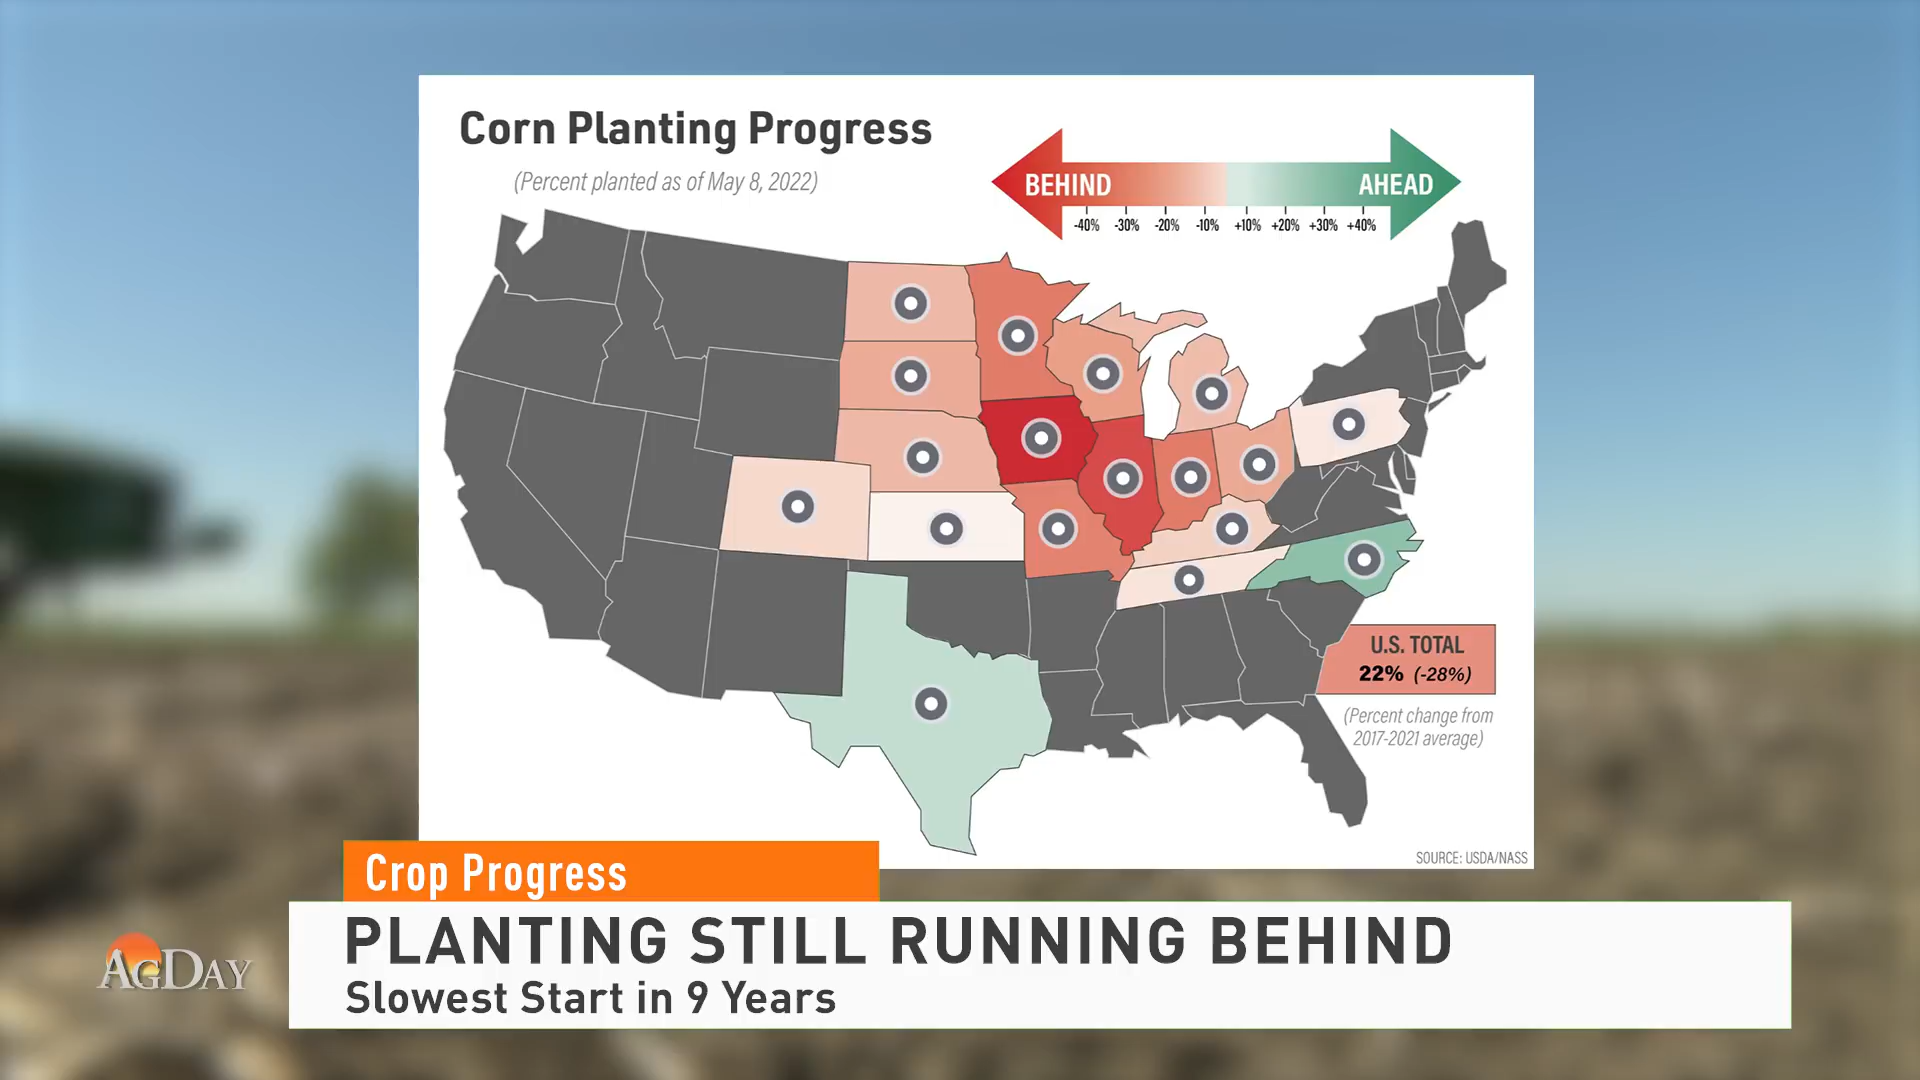 Corn Planting Progress
(Percent planted as of May 8, 2022)
BEHIND
AHEAD
-40% -30% -20% -10% +10% +20% +30% +40%
U.S. TOTAL
22% (-28%)
(Percent change from
2017-2021 average)
SOURCE: USDA/NASS
Crop Progress
PLANTING STILL RUNNING BEHIND
Slowest Start in 9 Years
AGDAY